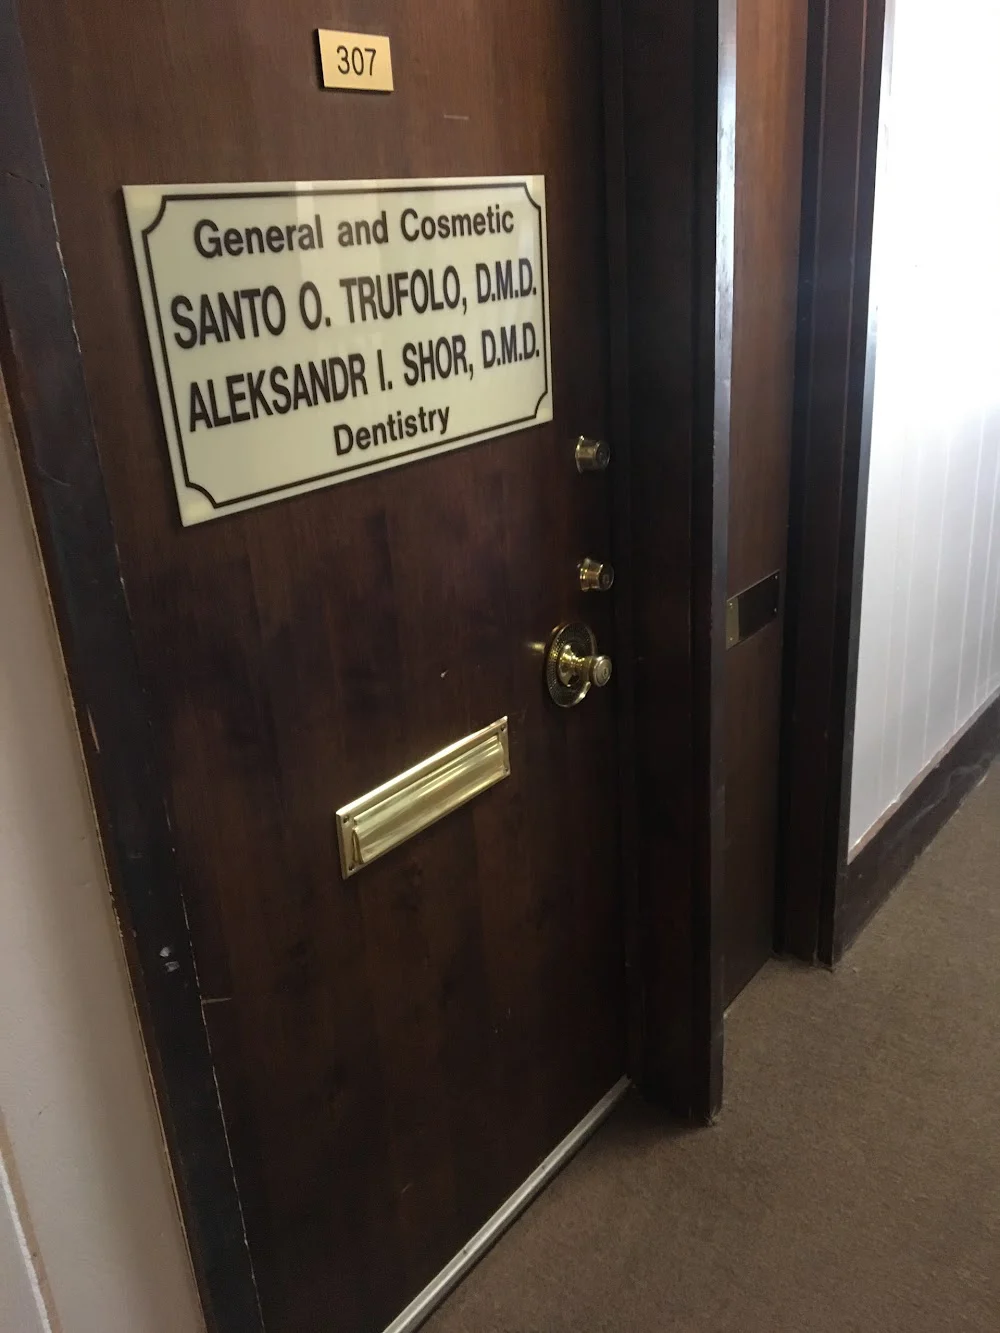 307
General and Cosmetic
SANTO O. TRUFOLO, D.M.D.
ALEKSANDR I. SHOR, D.M.D.
Dentistry